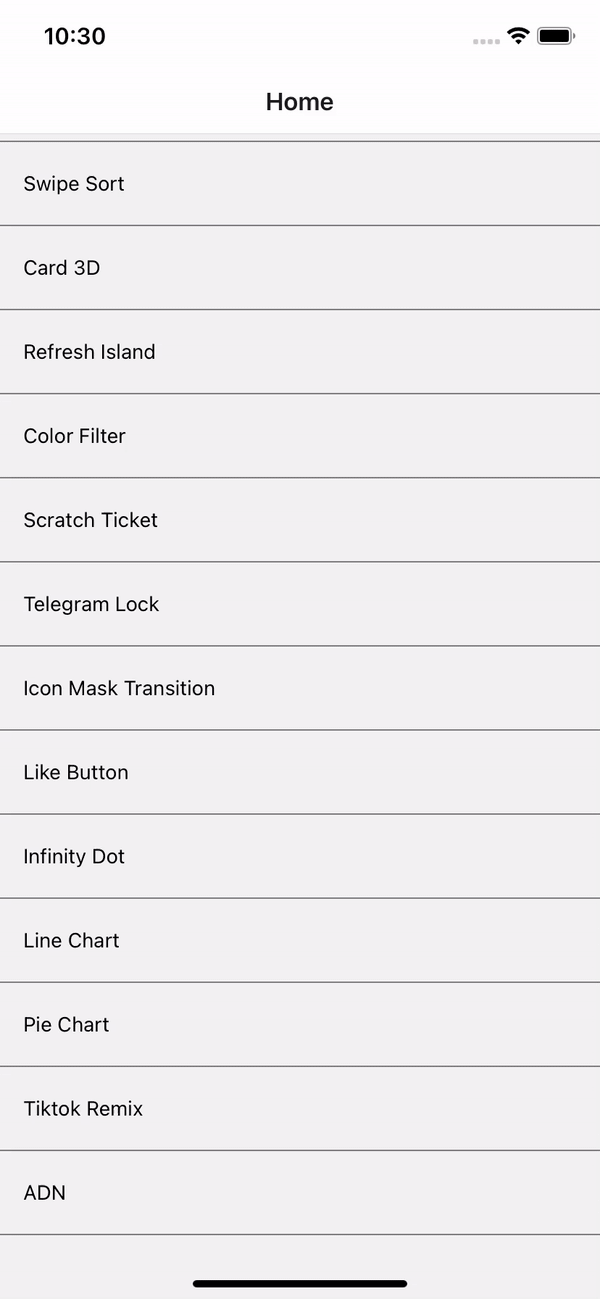 10:30
Home
Swipe Sort
Card 3D
Refresh Island
Color Filter
Scratch Ticket
Telegram Lock
Icon Mask Transition
Like Button
Infinity Dot
Line Chart
Pie Chart
Tiktok Remix
ADN